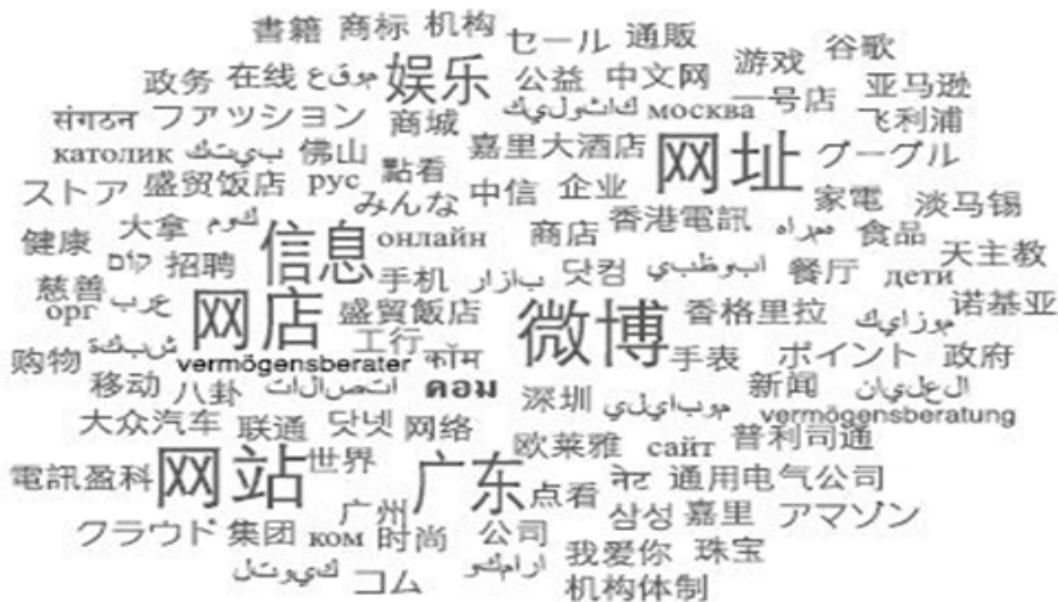 書籍 商标 机构 セール 通販 谷歌
政务 在线 موقع 娱乐 公益 中文网 游戏 亚马逊
संगठन ファッション 商城 كاثوليك москва 一号店 飞利浦
католик بيتك 佛山 點看 嘉里大酒店 网址 グーグル
ストア 盛贸饭店 рус みんな 中信 企业 家電 淡马锡
健康 大拿 كوم 信息 онлайн 商店 香港電訊 همراه 食品 天主教
קום 招聘 手机 بازار 닷컴 ابوظبي 餐厅 дети
慈善 عرب 网店 盛貿飯店 微博 香格里拉 موزايك 诺基亚
орг 工行
购物 شبكة vermögensberater कॉम 手表 ポイント 政府
移动 八卦 اتصالات คอม 深圳 موبايلي 新闻 العليان
vermögensberatung
大众汽车 联通 닷넷 网络 欧莱雅 сайт 普利司通
電訊盈科 网站 世界 广东 点看 नेट 通用电气公司
广州 삼성 嘉里 アマゾン
クラウド 集团 ком 时尚 公司 我爱你 珠宝
كيوتل コム ارامكو 机构体制